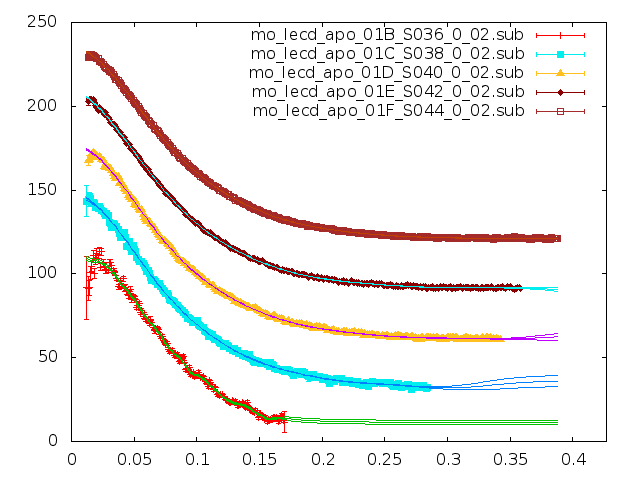 250
mo_lecd_apo_01B_S036_0_02.sub
mo_lecd_apo_01C_S038_0_02.sub
mo_lecd_apo_01D_S040_0_02.sub
mo_lecd_apo_01E_S042_0_02.sub
mo_lecd_apo_01F_S044_0_02.sub
200
150
100
50
0
0 0.05 0.1 0.15 0.2 0.25 0.3 0.35 0.4